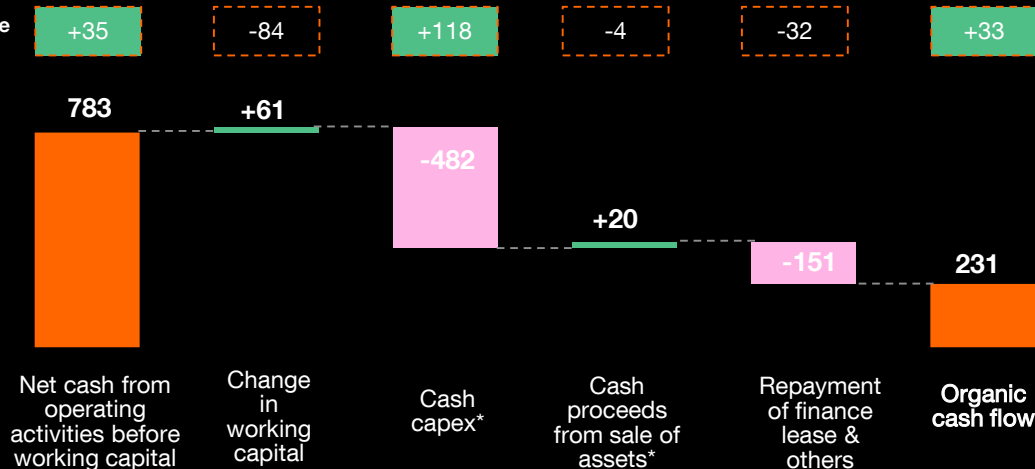 +35
-84
+118
-4
-32
+33
783
+61
-482
+20
-151
231
Net cash from
operating
activities before
working capital
Change
in
working
capital
Cash
capex*
Cash
proceeds
from sale of
assets*
Repayment
of finance
lease &
others
Organic
cash flow